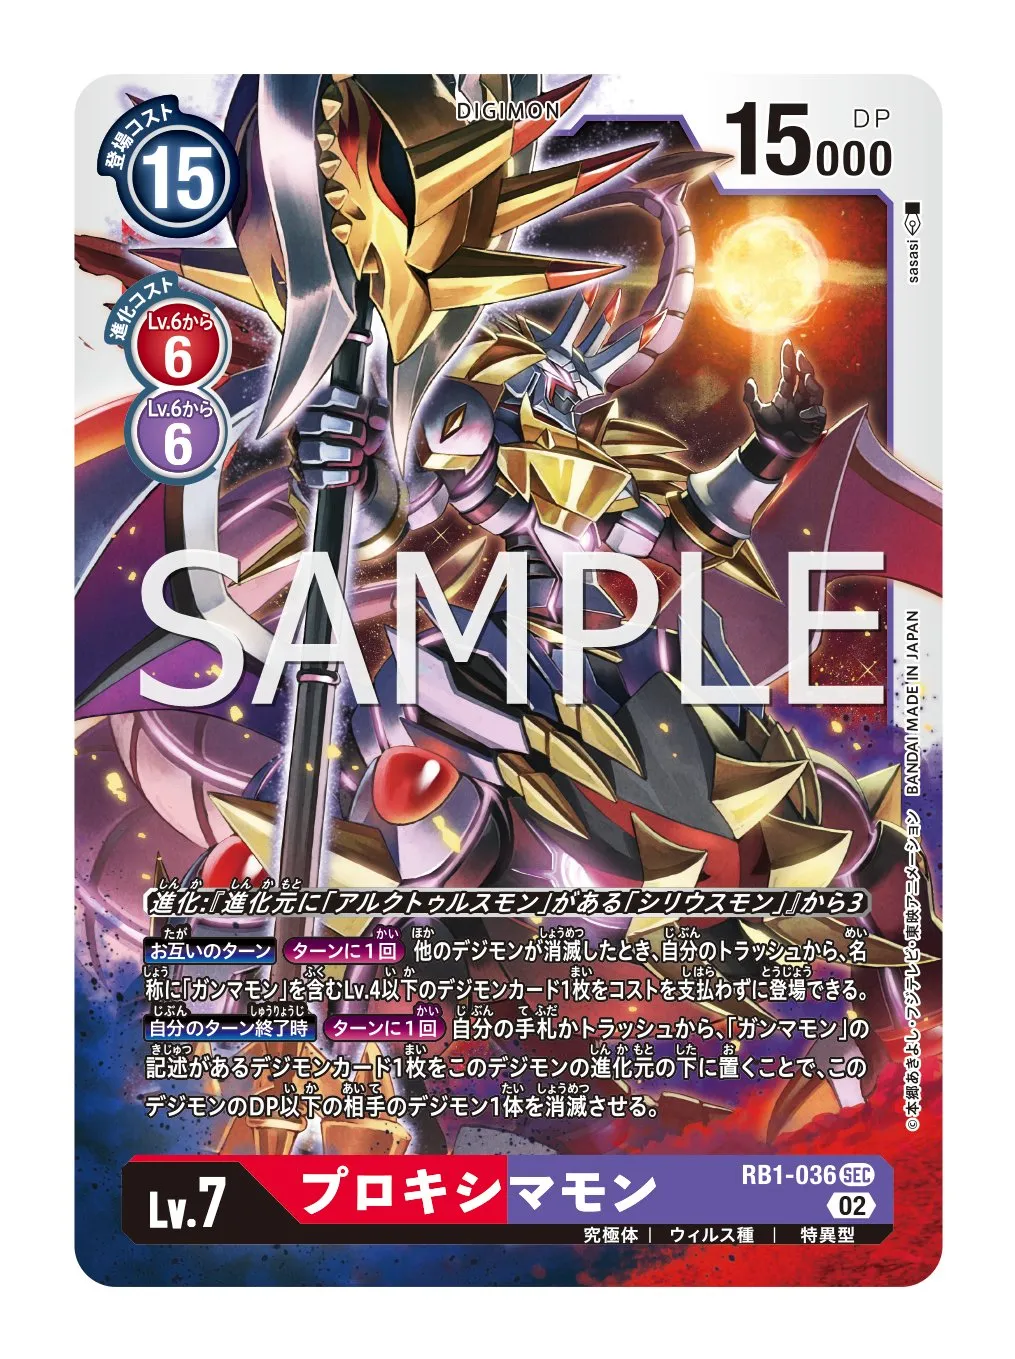 DIGIMON
登場コスト
15
15000
DP
sasasi
進化コスト
Lv.6から
6
Lv.6から
6
SAMPLE
進化:『進化元に「アルクトゥルスモン」がある「シリウスモン」』から3
お互いのターン ターンに1回 他のデジモンが消滅したとき、自分のトラッシュから、名
称に「ガンマモン」を含むLv.4以下のデジモンカード1枚をコストを支払わずに登場できる。
自分のターン終了時 ターンに1回 自分の手札かトラッシュから、「ガンマモン」の
記述があるデジモンカード1枚をこのデジモンの進化元の下に置くことで、この
デジモンのDP以下の相手のデジモン1体を消滅させる。
©本郷あきよし・フジテレビ・東映アニメーション BANDAI MADE IN JAPAN
Lv.7
プロキシマモン
RB1-036 SEC
02
究極体 | ウィルス種 | 特異型